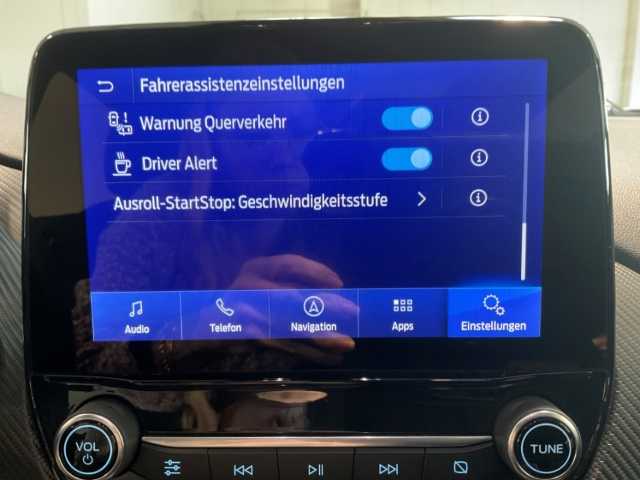 Fahrerassistenzeinstellungen
Warnung Querverkehr
Driver Alert
Ausroll-StartStop: Geschwindigkeitsstufe
Audio
Telefon
Navigation
Apps
Einstellungen
VOL
TUNE